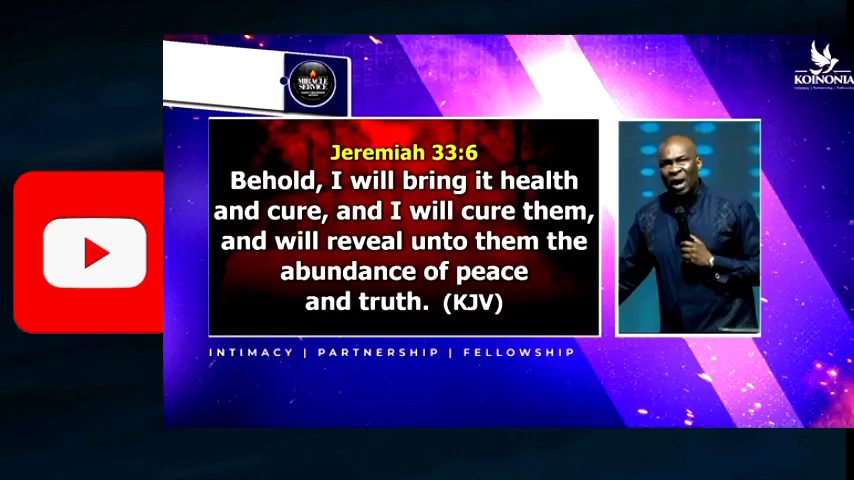 KOINONIA
MIRACLE
SERVICE
Jeremiah 33:6
Behold, I will bring it health
and cure, and I will cure them,
and will reveal unto them the
abundance of peace
and truth. (KJV)
INTIMACY | PARTNERSHIP | FELLOWSHIP